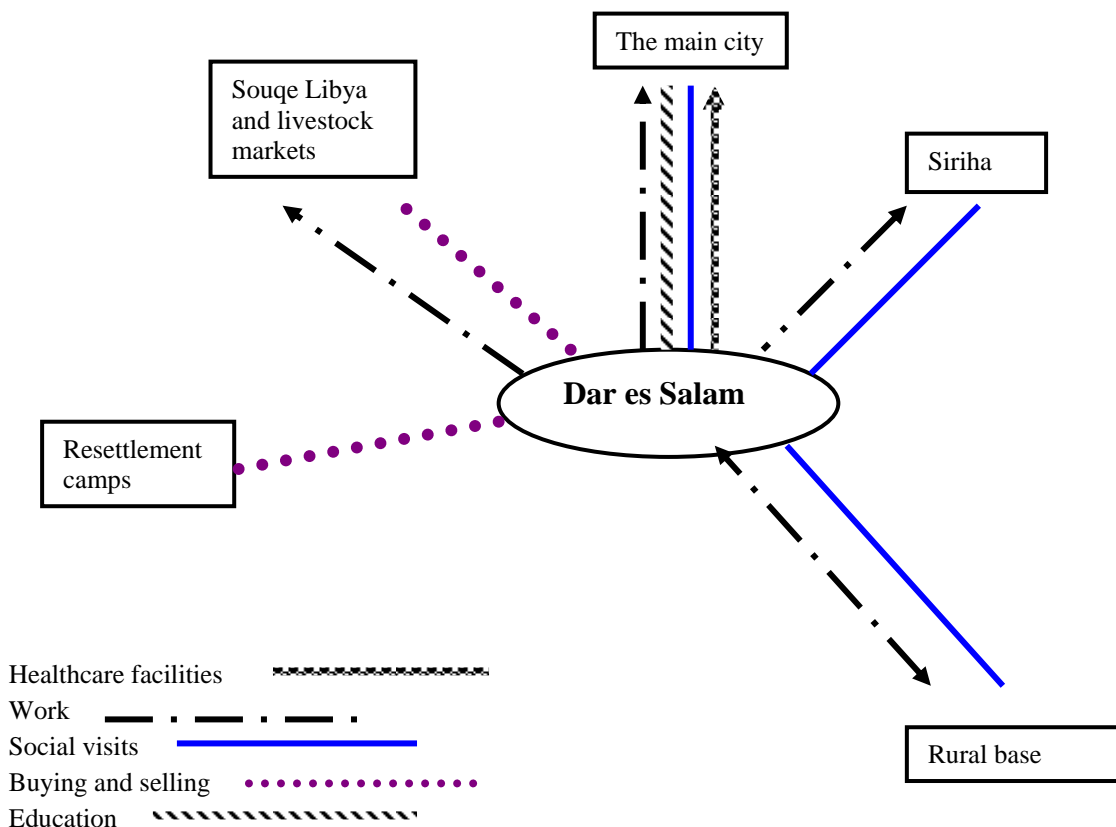 The main city
Souqe Libya
and livestock
markets
Siriha
Dar es Salam
Resettlement
camps
Healthcare facilities
Work
Social visits
Rural base
Buying and selling
Education